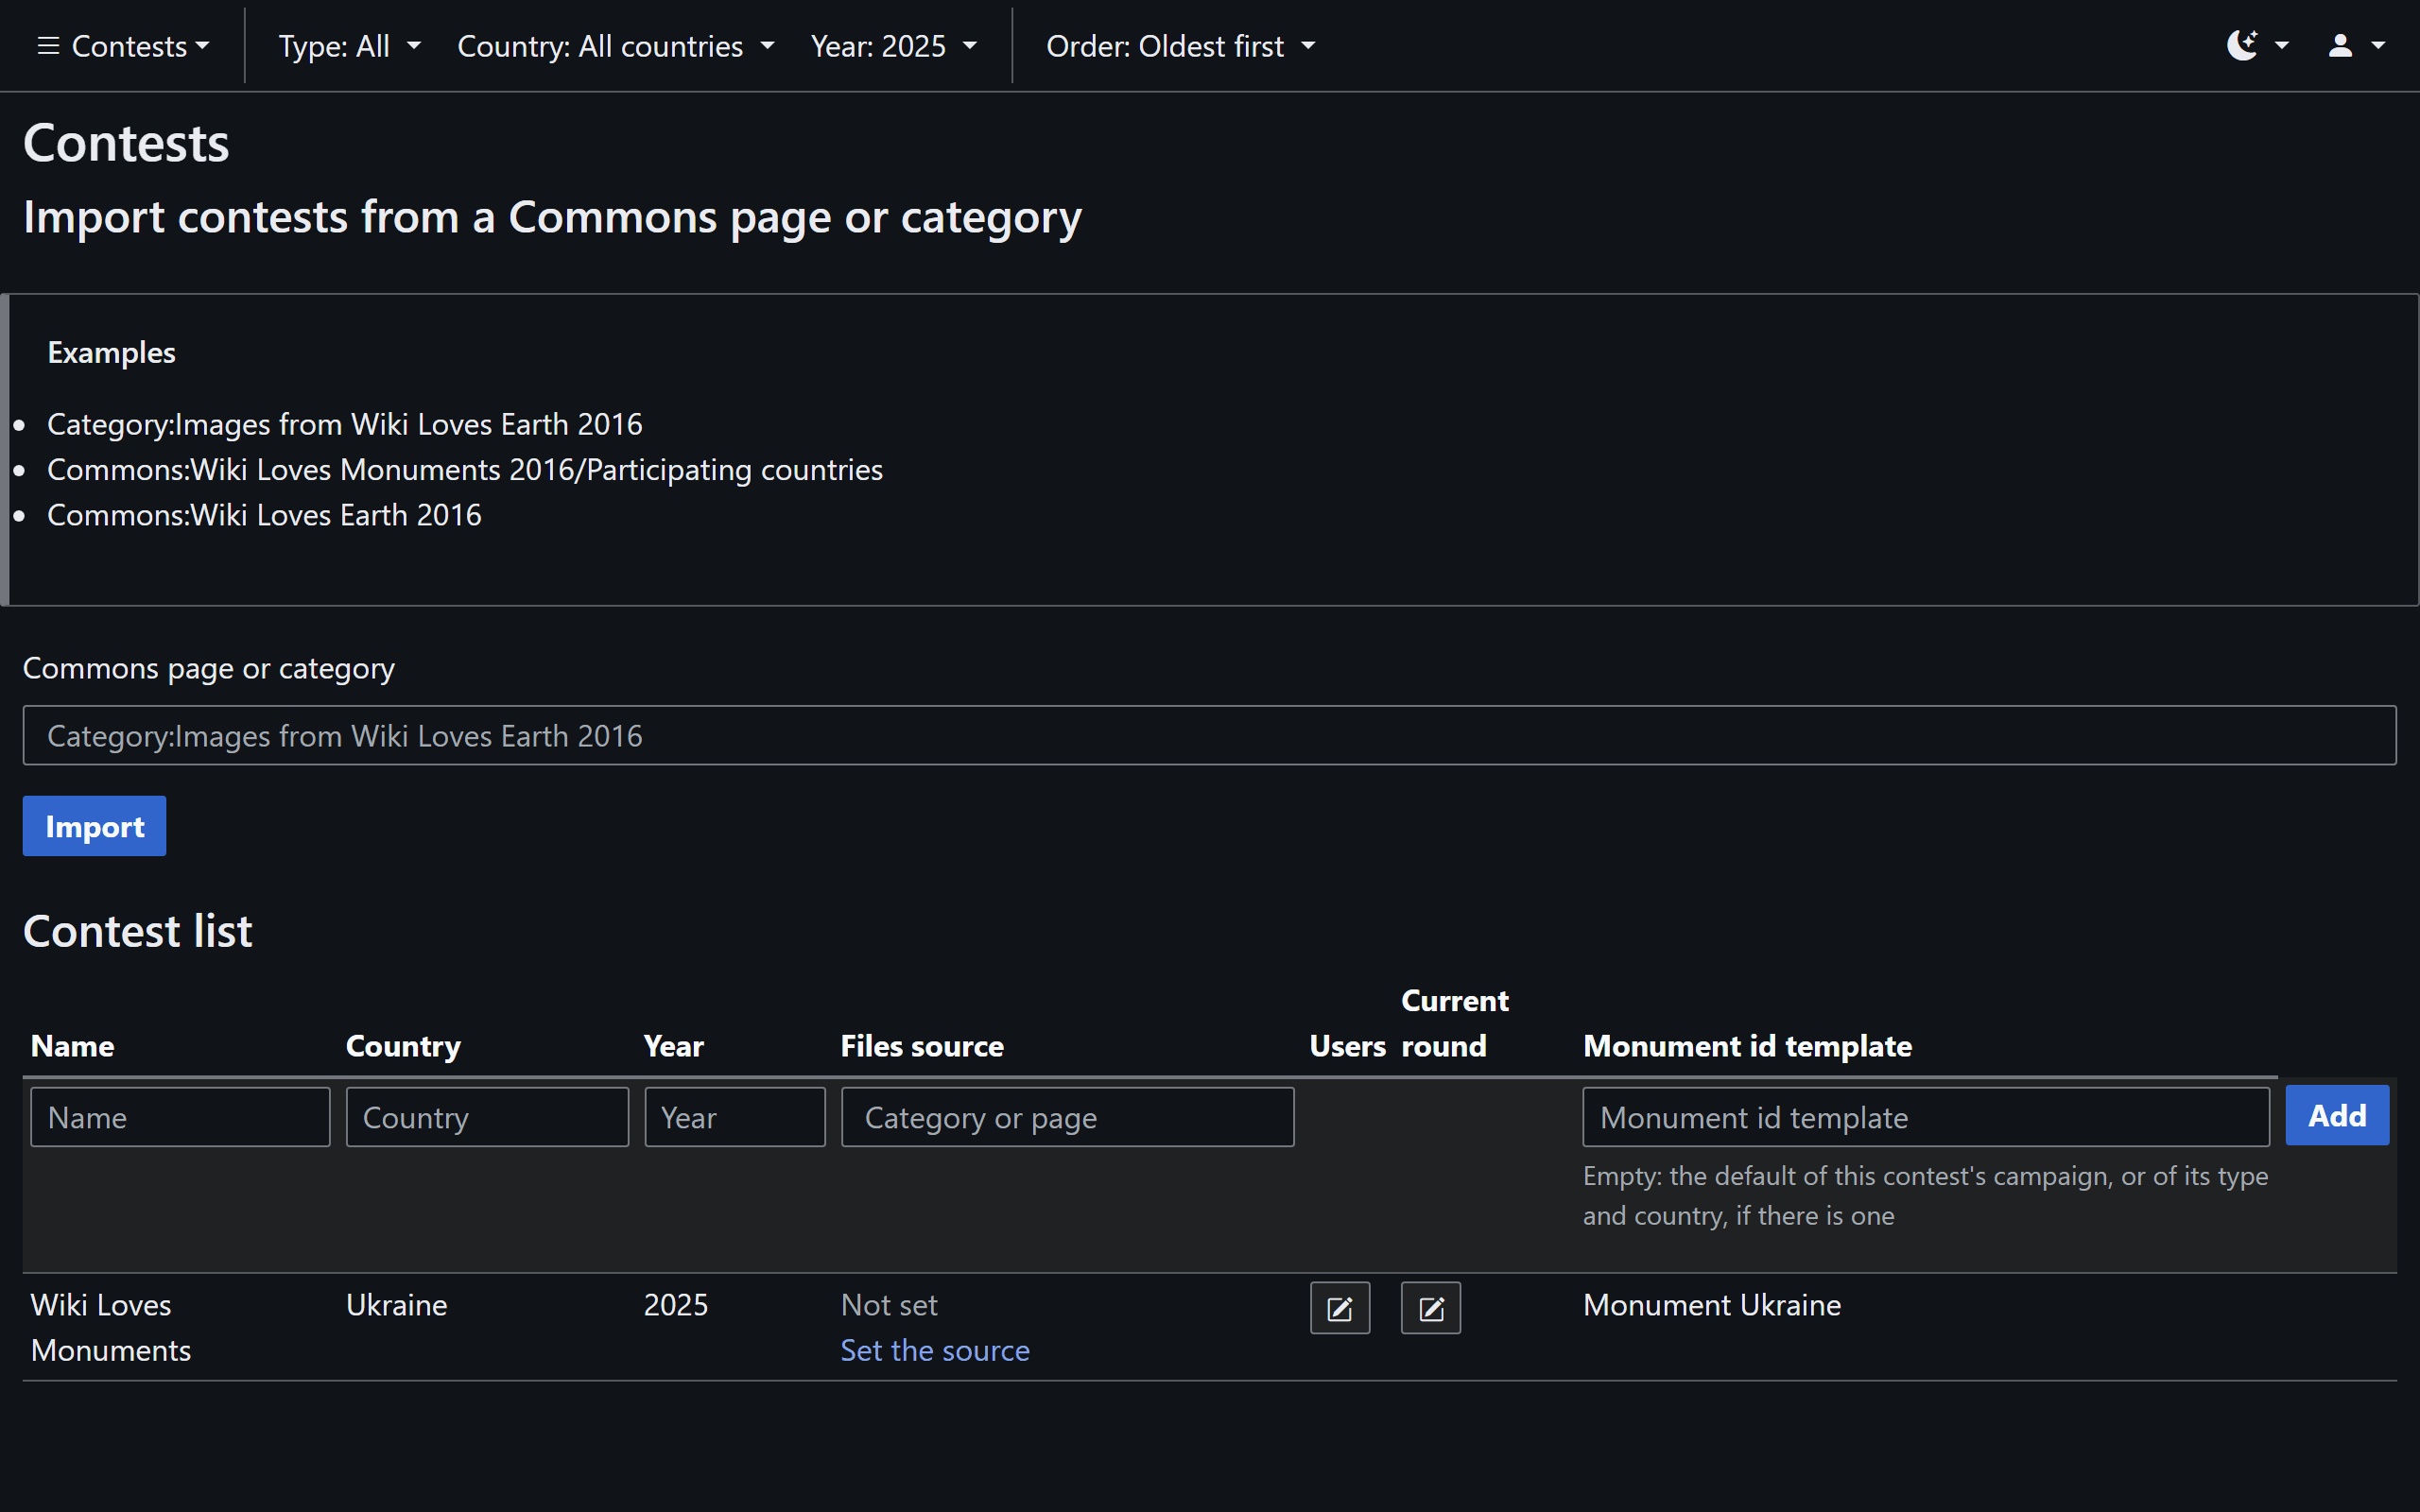 Contests
Type: All
Country: All countries
Year: 2025
Order: Oldest first
Contests
Import contests from a Commons page or category
Examples
Category:Images from Wiki Loves Earth 2016
Commons:Wiki Loves Monuments 2016/Participating countries
Commons:Wiki Loves Earth 2016
Commons page or category
Category:Images from Wiki Loves Earth 2016
Import
Contest list
Name
Country
Year
Files source
Users
Current
round
Monument id template
Name
Country
Year
Category or page
Monument id template
Add
Empty: the default of this contest's campaign, or of its type
and country, if there is one
Wiki Loves
Monuments
Ukraine
2025
Not set
Set the source
Monument Ukraine